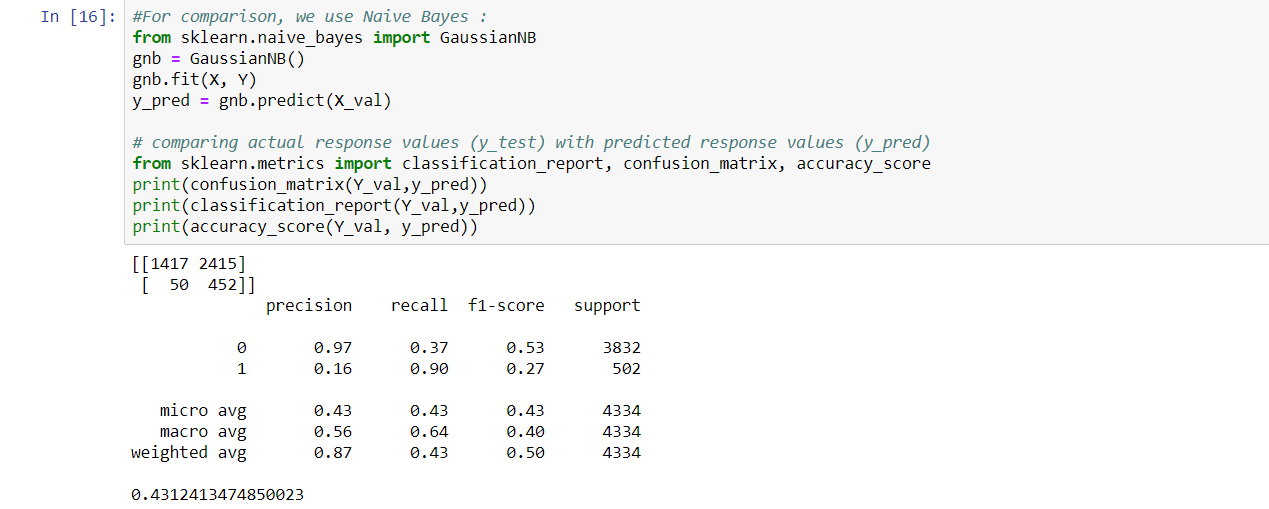 In [16]: #For comparison, we use Naive Bayes :
from sklearn.naive_bayes import GaussianNB
gnb = GaussianNB()
gnb.fit(X, Y)
y_pred = gnb.predict(X_val)
# comparing actual response values (y_test) with predicted response values (y_pred)
from sklearn.metrics import classification_report, confusion_matrix, accuracy_score
print(confusion_matrix(Y_val,y_pred))
print(classification_report(Y_val,y_pred))
print(accuracy_score(Y_val, y_pred))
[[1417 2415]
[ 50 452]]
precision recall f1-score support
0 0.97 0.37 0.53 3832
1 0.16 0.90 0.27 502
micro avg 0.43 0.43 0.43 4334
macro avg 0.56 0.64 0.40 4334
weighted avg 0.87 0.43 0.50 4334
0.4312413474850023